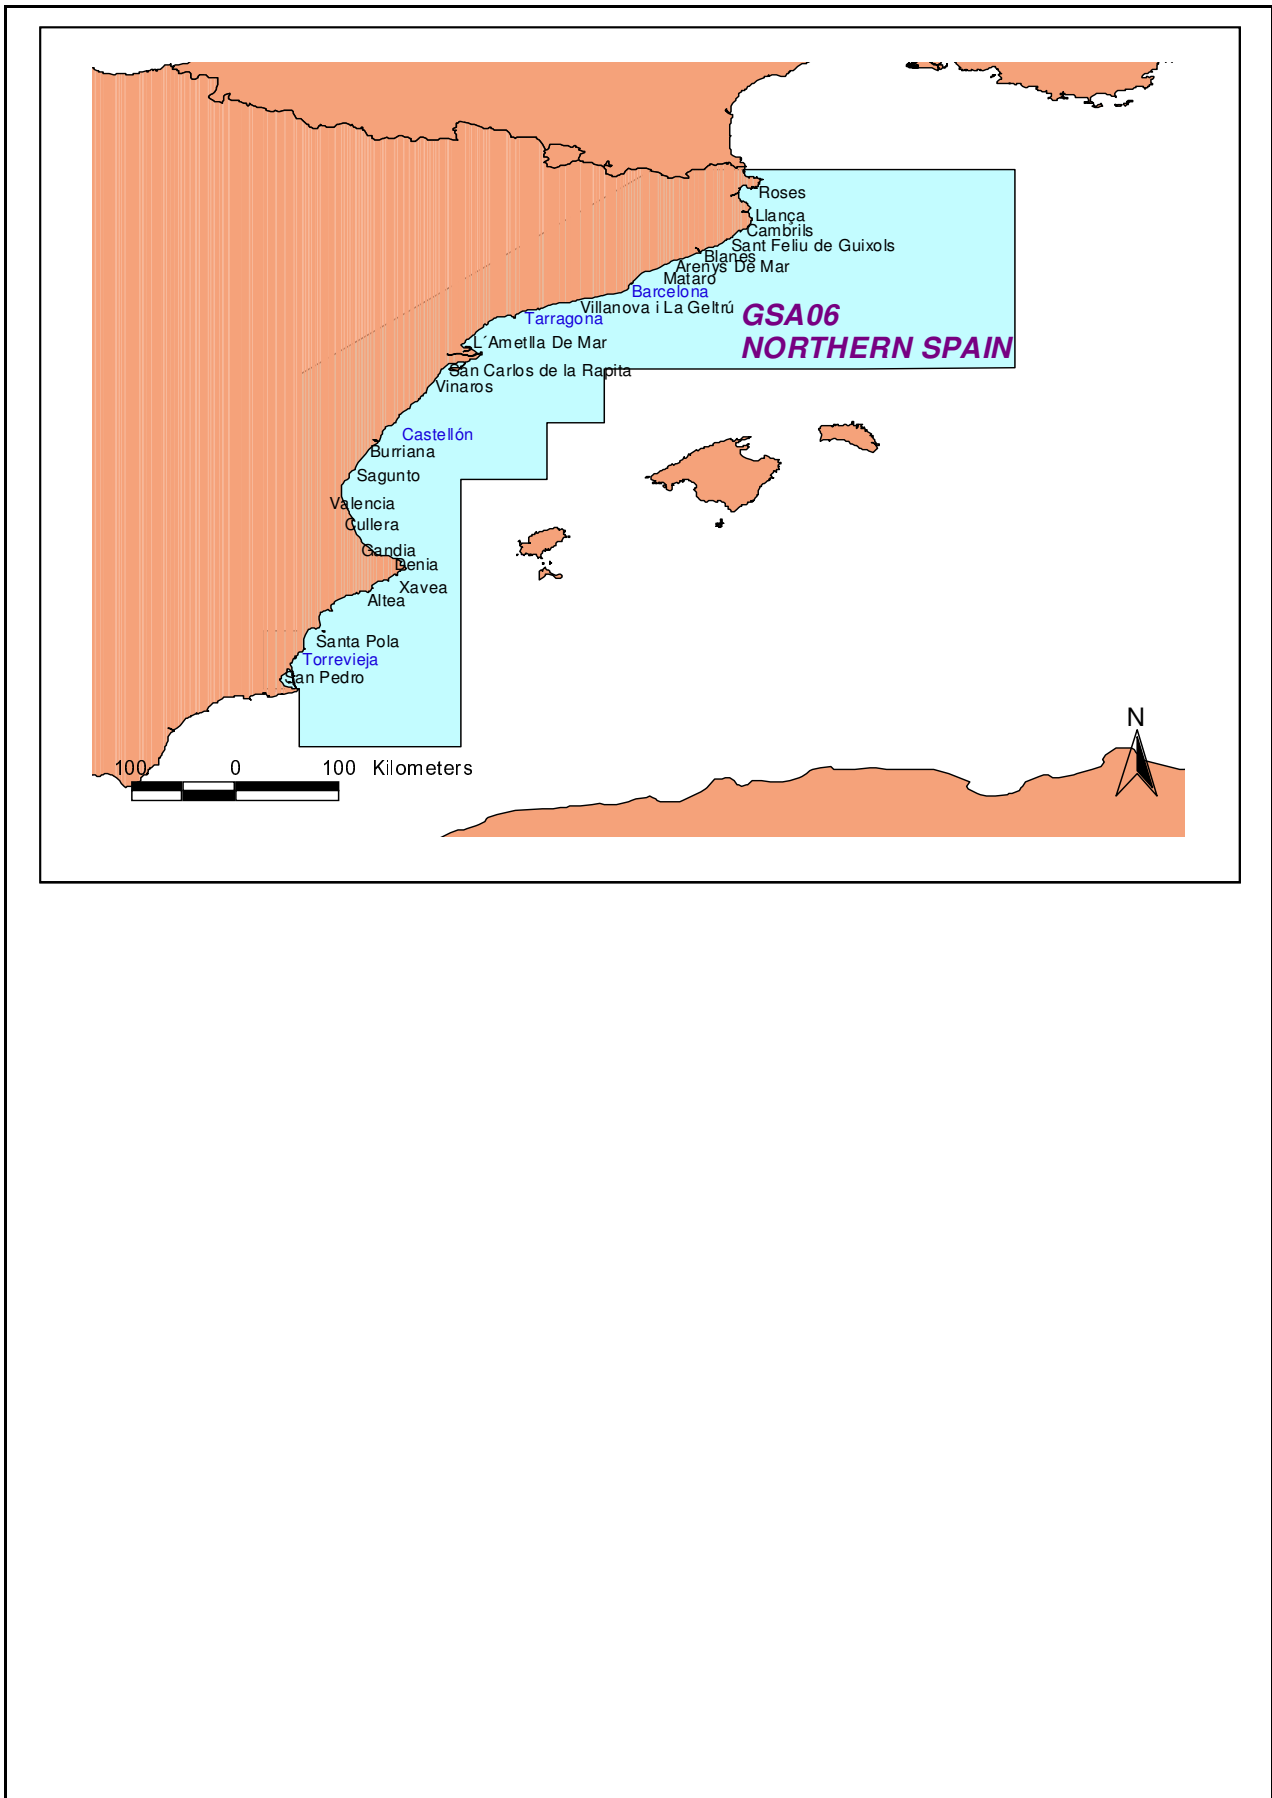 Roses
Llança
Cambrils
Sant Feliu de Guixols
Blanes
Arenys De Mar
Mataro
Barcelona
Villanova i La Geltrú
GSA06
Tarragona
NORTHERN SPAIN
L´Ametlla De Mar
San Carlos de la Rapita
Vinaros
Castellón
Burriana
Sagunto
Valencia
Cullera
Gandia
Denia
Xavea
Altea
Santa Pola
Torrevieja
San Pedro
N
100 0 100 Kilometers